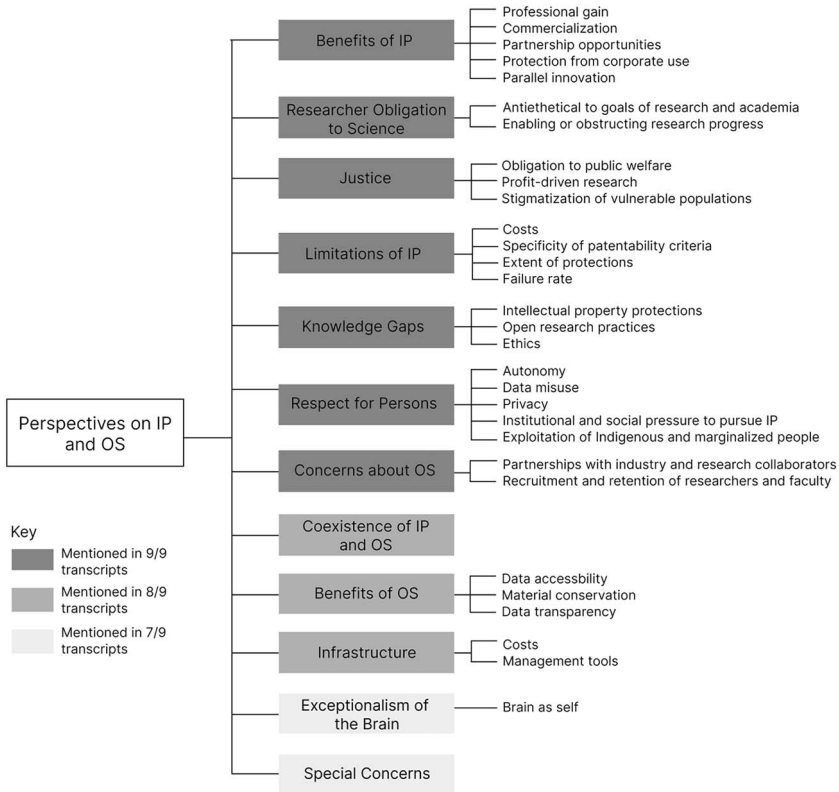 Benefits of IP
Professional gain
Commercialization
Partnership opportunities
Protection from corporate use
Parallel innovation
Researcher Obligation
to Science
Antiethetical to goals of research and academia
Enabling or obstructing research progress
Justice
Obligation to public welfare
Profit-driven research
Stigmatization of vulnerable populations
Limitations of IP
Costs
Specificity of patentability criteria
Extent of protections
Failure rate
Knowledge Gaps
Intellectual property protections
Open research practices
Ethics
Perspectives on IP
and OS
Respect for Persons
Autonomy
Data misuse
Privacy
Institutional and social pressure to pursue IP
Exploitation of Indigenous and marginalized people
Concerns about OS
Partnerships with industry and research collaborators
Recruitment and retention of researchers and faculty
Coexistence of IP
and OS
Benefits of OS
Data accessbility
Material conservation
Data transparency
Infrastructure
Costs
Management tools
Exceptionalism of
the Brain
Brain as self
Special Concerns
Key
Mentioned in 9/9
transcripts
Mentioned in 8/9
transcripts
Mentioned in 7/9
transcripts